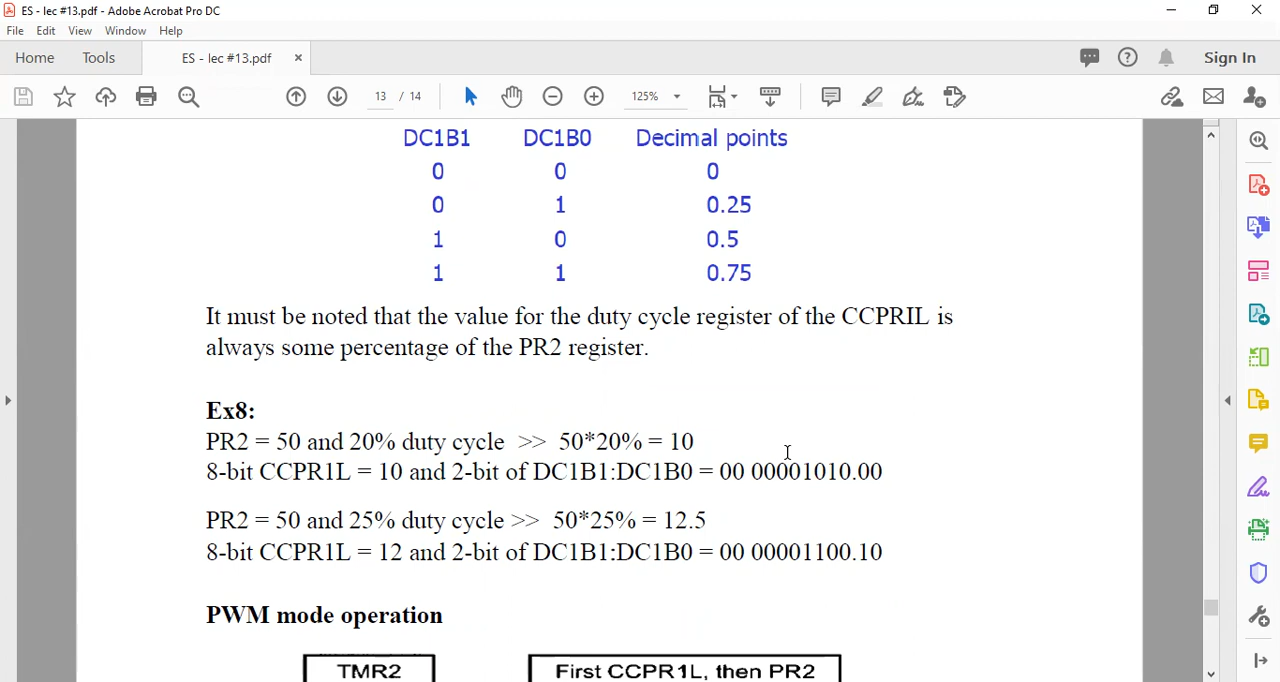 ES - lec #13.pdf - Adobe Acrobat Pro DC
File Edit View Window Help
Home Tools ES - lec #13.pdf × Sign In
13 / 14 125%
DC1B1 DC1B0 Decimal points
0 0 0
0 1 0.25
1 0 0.5
1 1 0.75
It must be noted that the value for the duty cycle register of the CCPRIL is
always some percentage of the PR2 register.
Ex8:
PR2 = 50 and 20% duty cycle >> 50*20% = 10
8-bit CCPR1L = 10 and 2-bit of DC1B1:DC1B0 = 00 00001010.00
PR2 = 50 and 25% duty cycle >> 50*25% = 12.5
8-bit CCPR1L = 12 and 2-bit of DC1B1:DC1B0 = 00 00001100.10
PWM mode operation
TMR2 First CCPR1L, then PR2